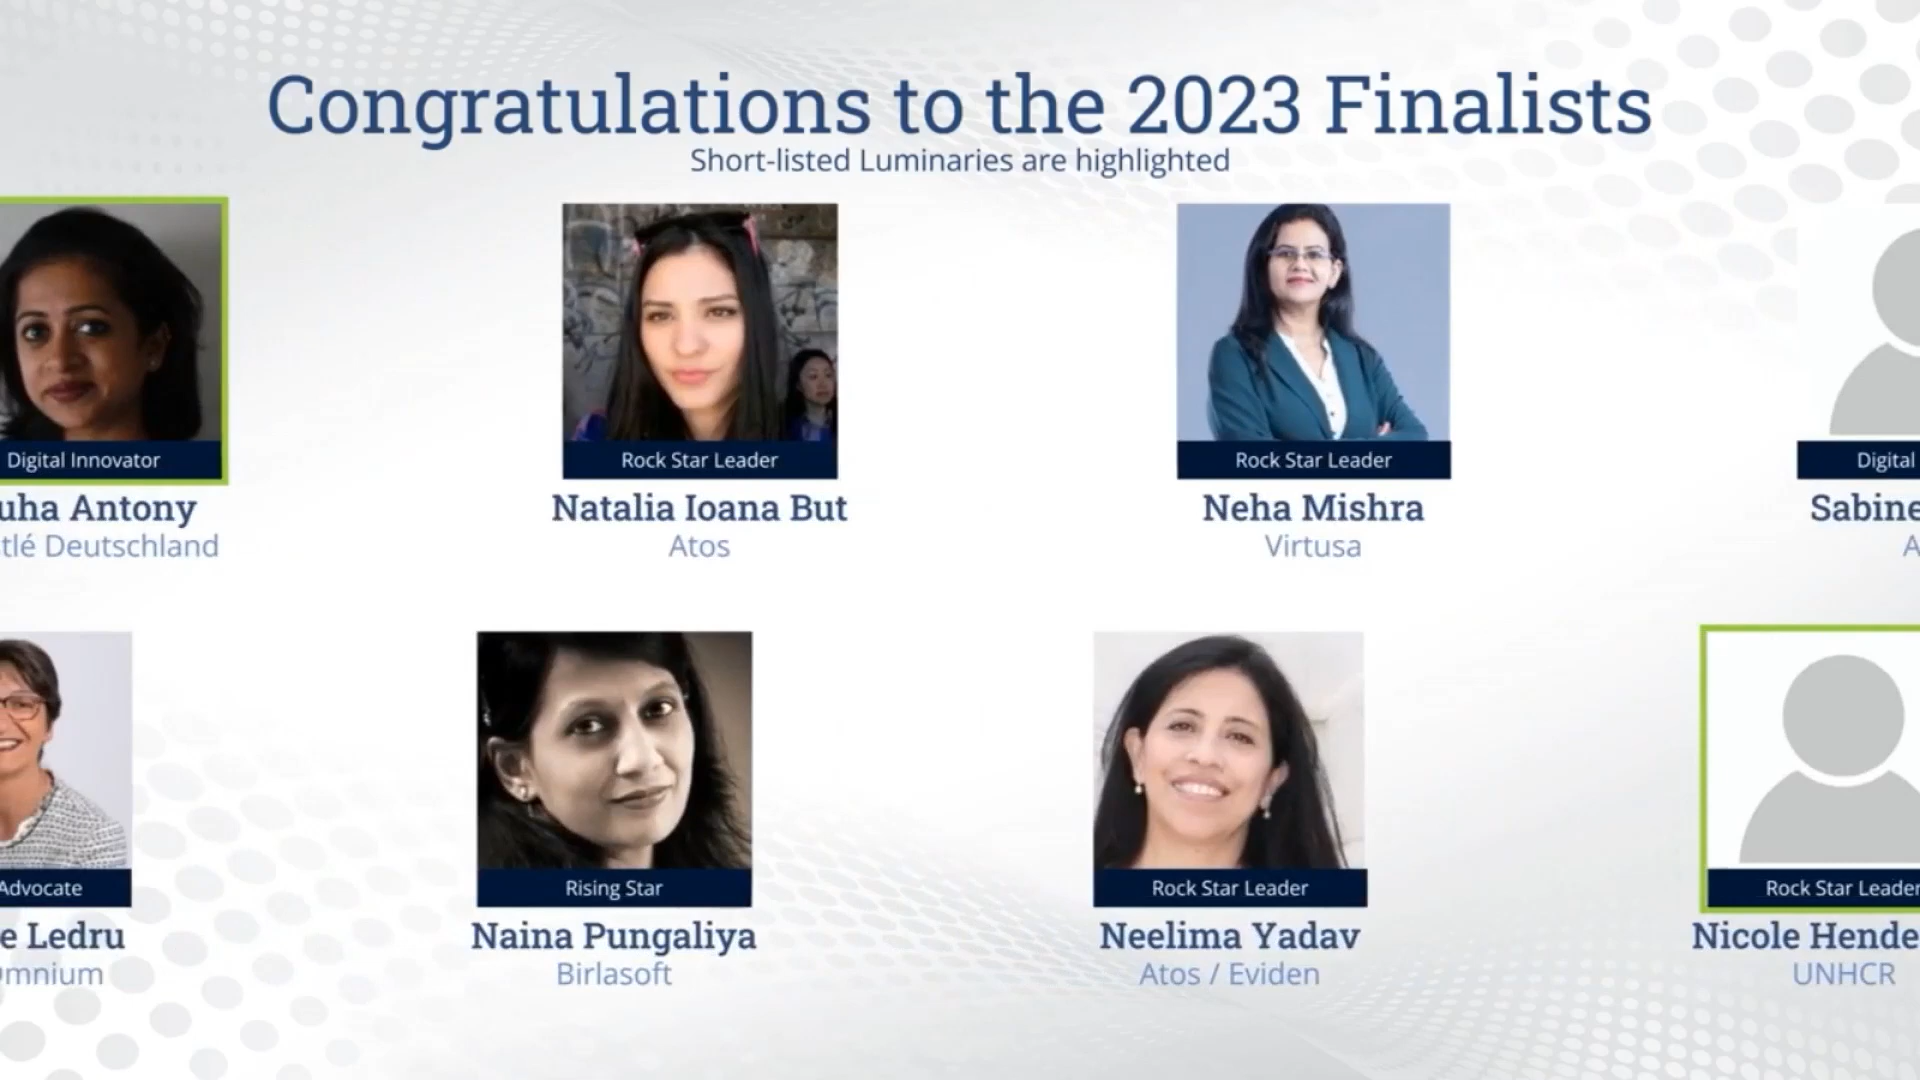 Congratulations to the 2023 Finalists
Short-listed Luminaries are highlighted
Digital Innovator
Rock Star Leader
Rock Star Leader
Digital
uha Antony
Natalia Ioana But
Neha Mishra
Sabine
tlé Deutschland
Atos
Virtusa
A
Advocate
Rising Star
Rock Star Leader
Rock Star Leader
e Ledru
Naina Pungaliya
Neelima Yadav
Nicole Hende
mnium
Birlasoft
Atos / Eviden
UNHCR